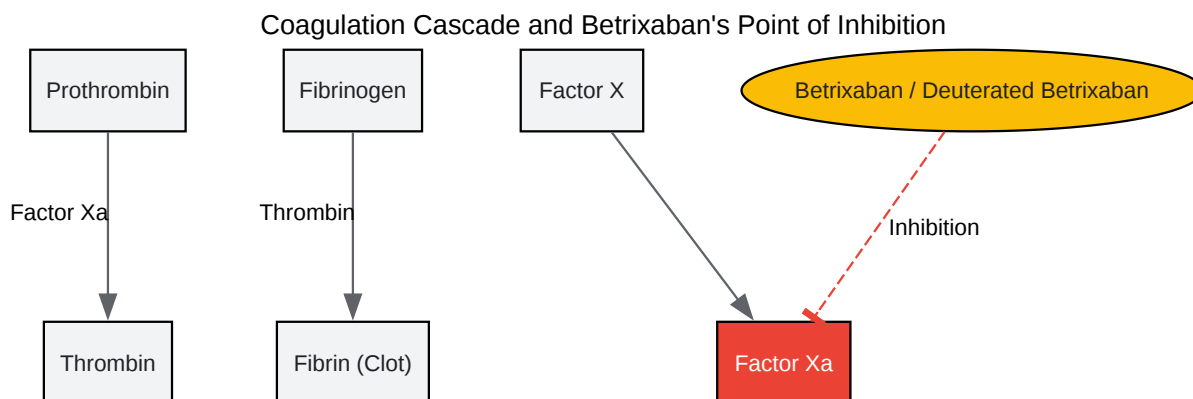 Coagulation Cascade and Betrixaban's Point of Inhibition
Prothrombin
Fibrinogen
Factor X
Betrixaban / Deuterated Betrixaban
Factor Xa
Thrombin
Inhibition
Thrombin
Fibrin (Clot)
Factor Xa